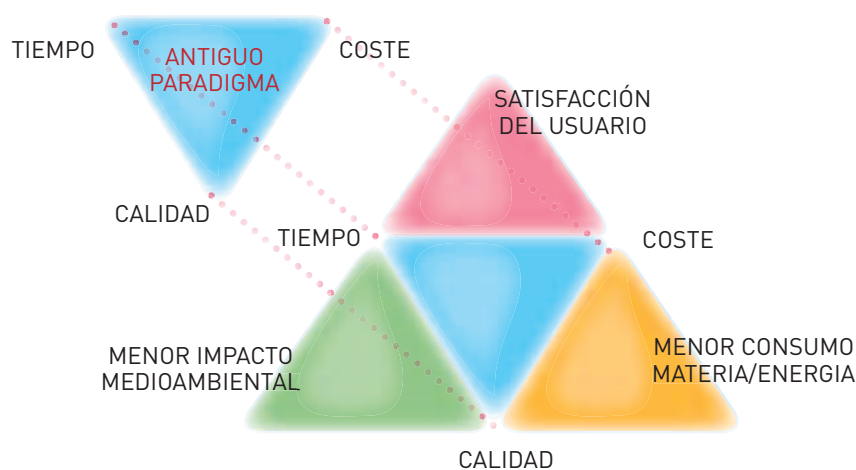 TIEMPO
ANTIGUO
PARADIGMA
COSTE
CALIDAD
SATISFACCIÓN
DEL USUARIO
TIEMPO
COSTE
MENOR IMPACTO
MEDIOAMBIENTAL
MENOR CONSUMO
MATERIA/ENERGIA
CALIDAD